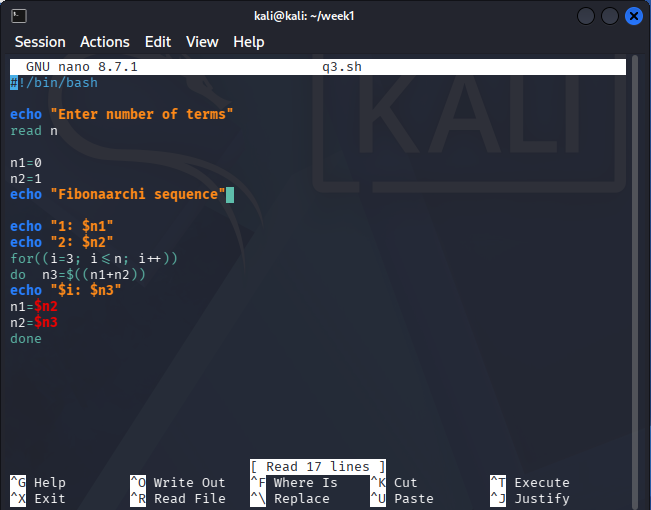 kali@kali: ~/week1
Session Actions Edit View Help
GNU nano 8.7.1 q3.sh
#!/bin/bash
echo "Enter number of terms"
read n
n1=0
n2=1
echo "Fibonaarchi sequence"
echo "1: $n1"
echo "2: $n2"
for((i=3; i<=n; i++))
do  n3=$((n1+n2))
echo "$i: $n3"
n1=$n2
n2=$n3
done
KALI
[ Read 17 lines ]
^G Help ^O Write Out ^F Where Is ^K Cut ^T Execute
^X Exit ^R Read File ^\ Replace ^U Paste ^J Justify